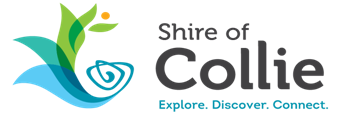 Shire of
Collie
Explore. Discover. Connect.